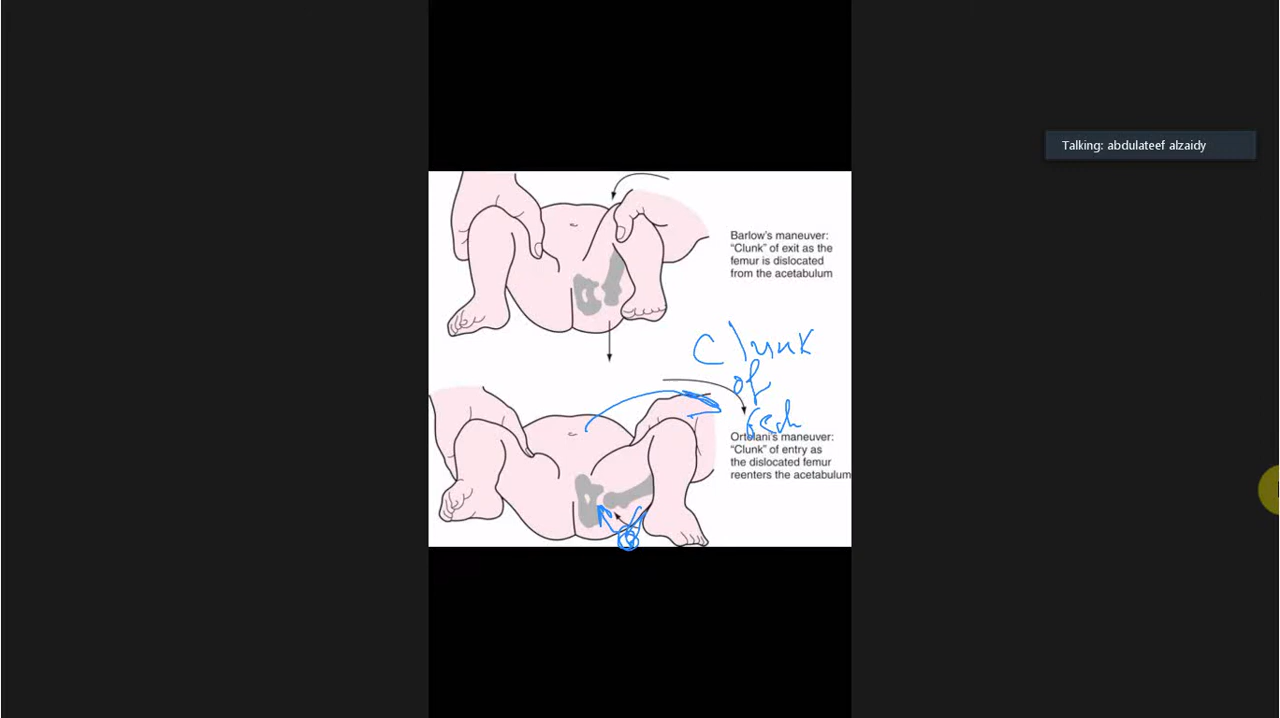 Talking: abdulateef alzaidy
Barlow's maneuver:
“Clunk” of exit as the
femur is dislocated
from the acetabulum
Clunk
of
Ortolani's maneuver:
“Clunk” of entry as
the dislocated femur
reenters the acetabulum